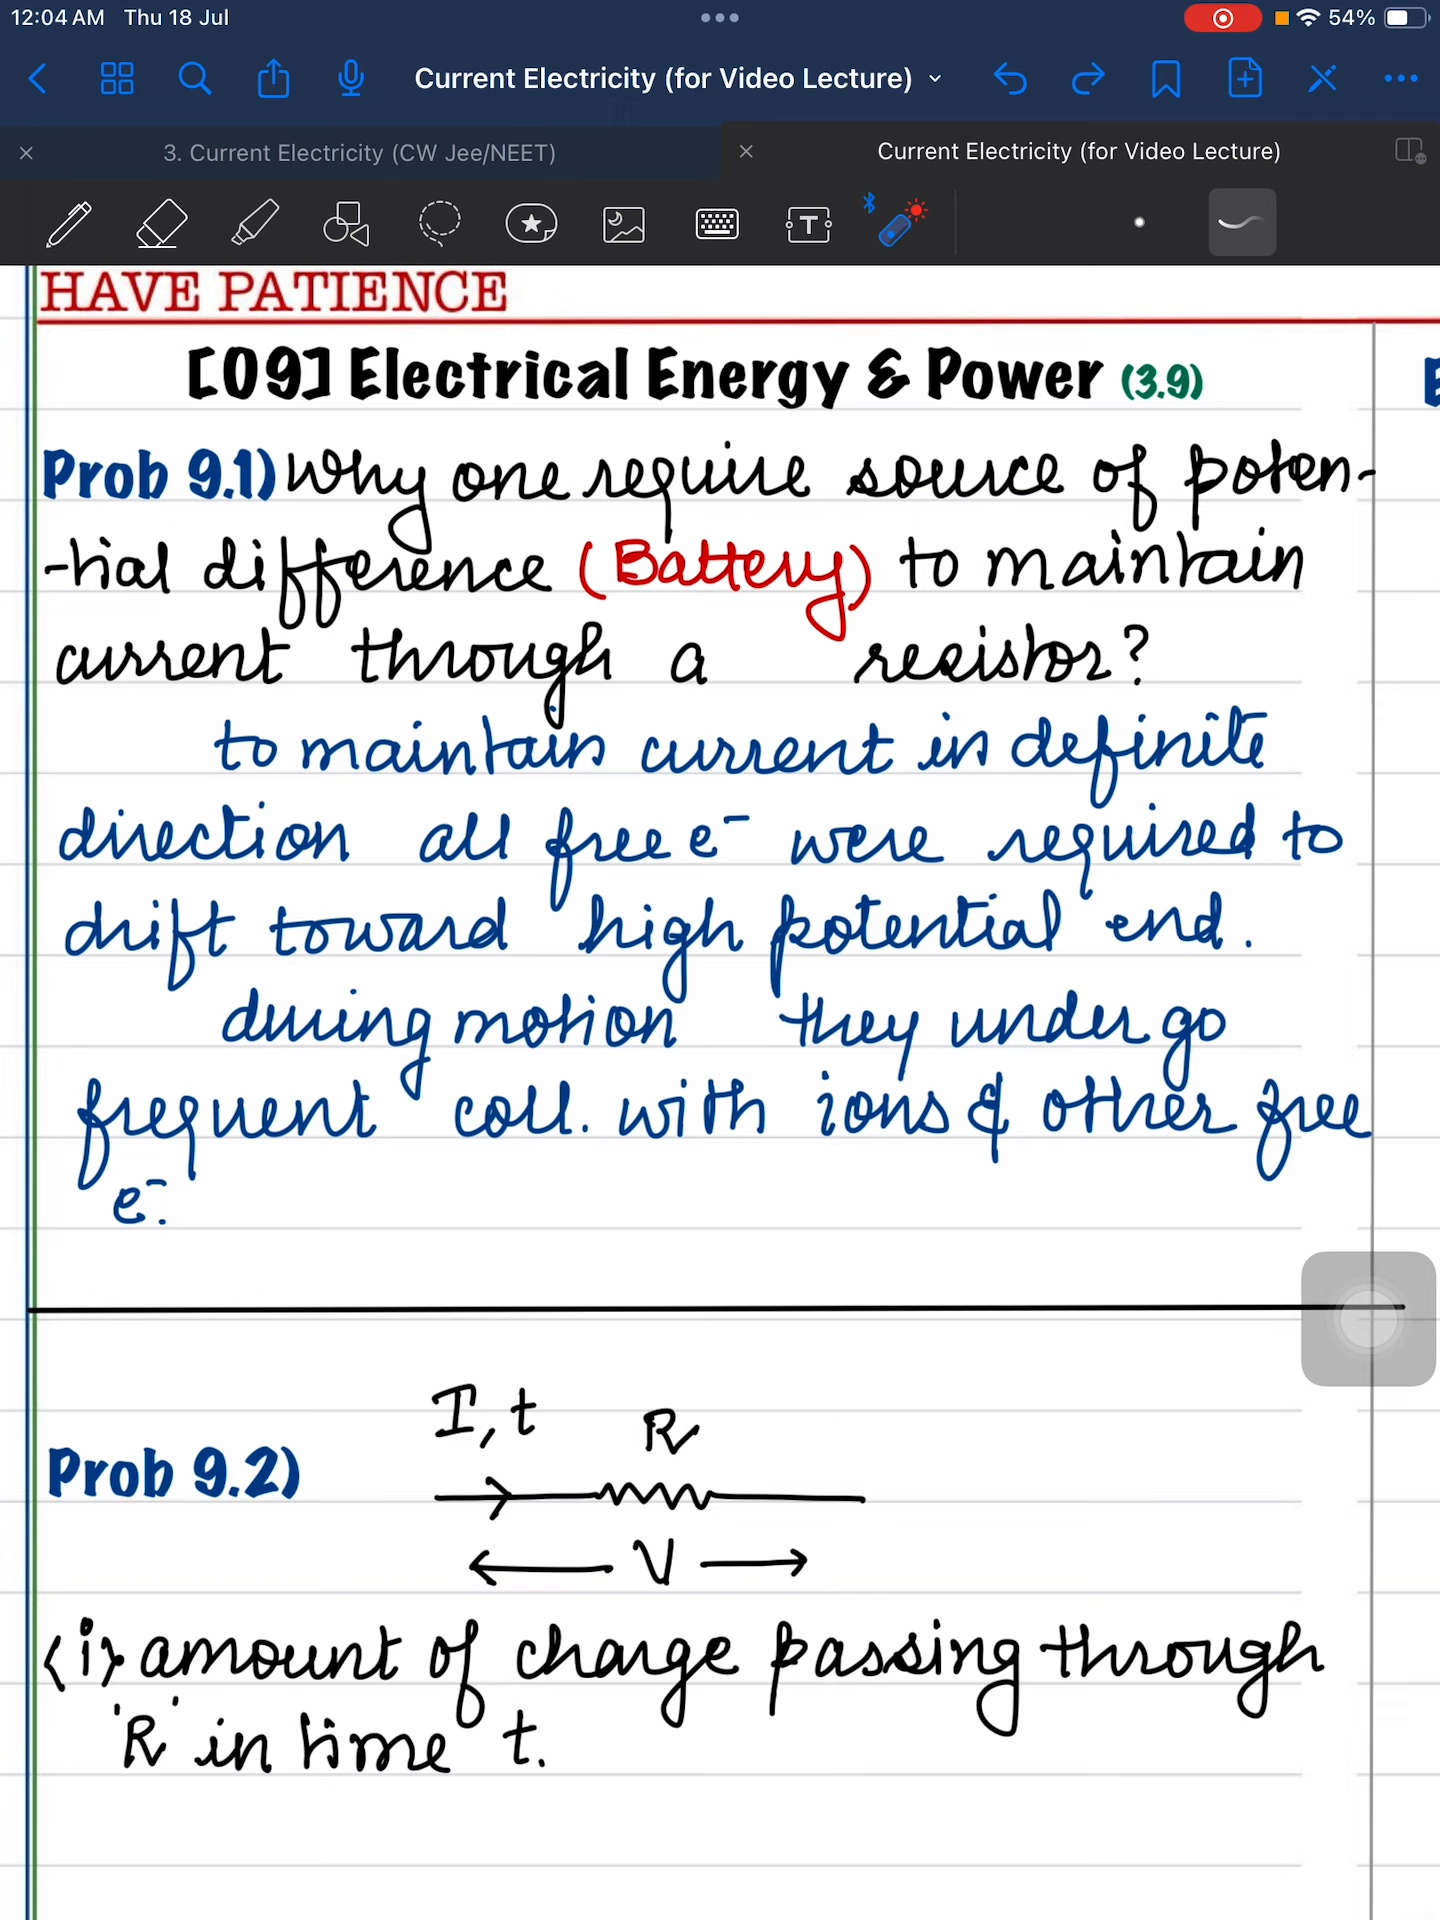 12:04 AM Thu 18 Jul
54%
Current Electricity (for Video Lecture)
3. Current Electricity (CW Jee/NEET)
Current Electricity (for Video Lecture)
HAVE PATIENCE
[09] Electrical Energy & Power (3.9)
Prob 9.1) Why one require source of poten-
-tial difference (Battery) to maintain
current through a resistor?
to maintain current in definite
direction all free e⁻ were required to
drift toward high potential end.
during motion they under go
frequent coll. with ions & other free
e⁻.
I, t R
Prob 9.2)
V
(i) amount of charge passing through
'R' in time t.